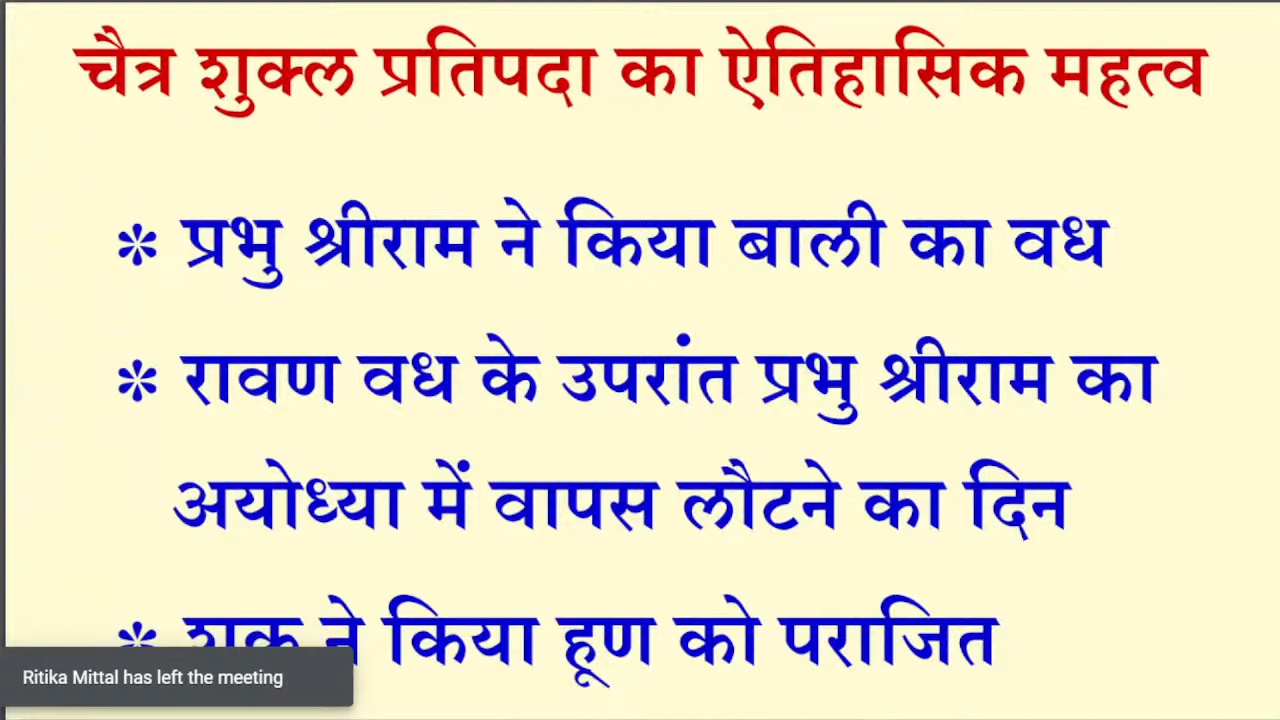 चैत्र शुक्ल प्रतिपदा का ऐतिहासिक महत्व
* प्रभु श्रीराम ने किया बाली का वध
* रावण वध के उपरांत प्रभु श्रीराम का
अयोध्या में वापस लौटने का दिन
* शक ने किया हूण को पराजित
Ritika Mittal has left the meeting